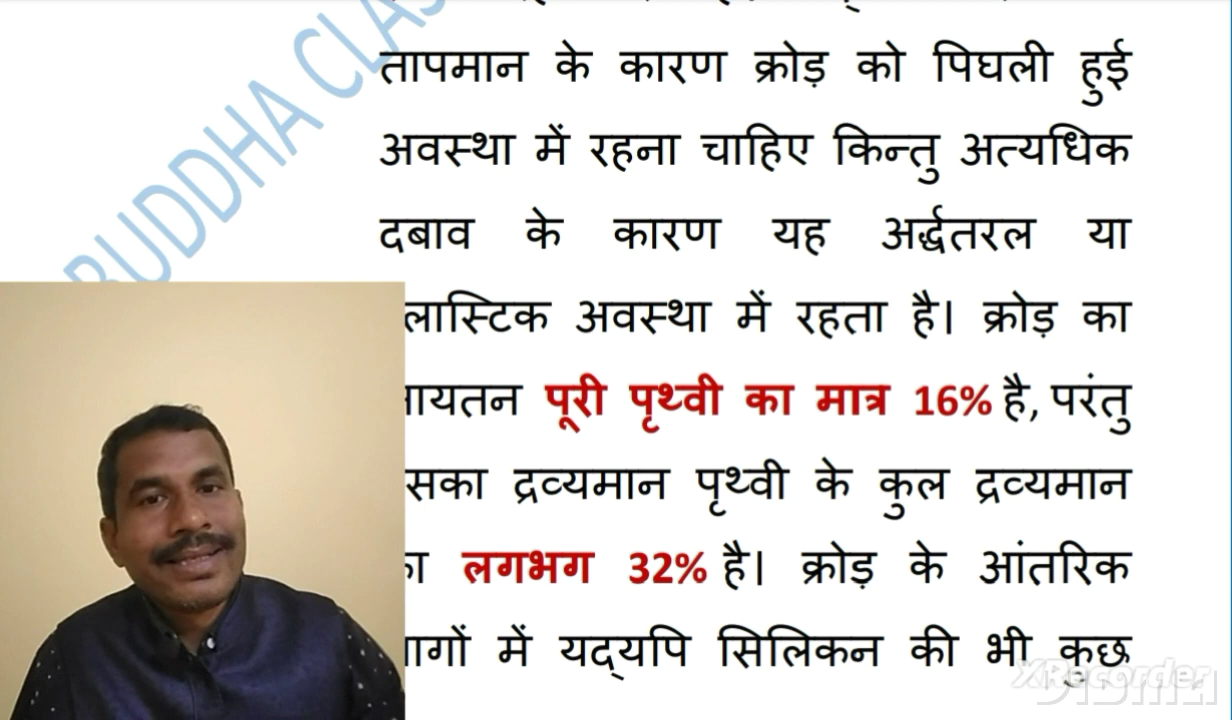 BUDDHA CLAS
तापमान के कारण क्रोड़ को पिघली हुई
अवस्था में रहना चाहिए किन्तु अत्यधिक
दबाव के कारण यह अर्द्धतरल या
लास्टिक अवस्था में रहता है। क्रोड़ का
ायतन पूरी पृथ्वी का मात्र 16% है, परंतु
सका द्रव्यमान पृथ्वी के कुल द्रव्यमान
का लगभग 32% है। क्रोड़ के आंतरिक
ागों में यद्यपि सिलिकन की भी कुछ
XRecorder